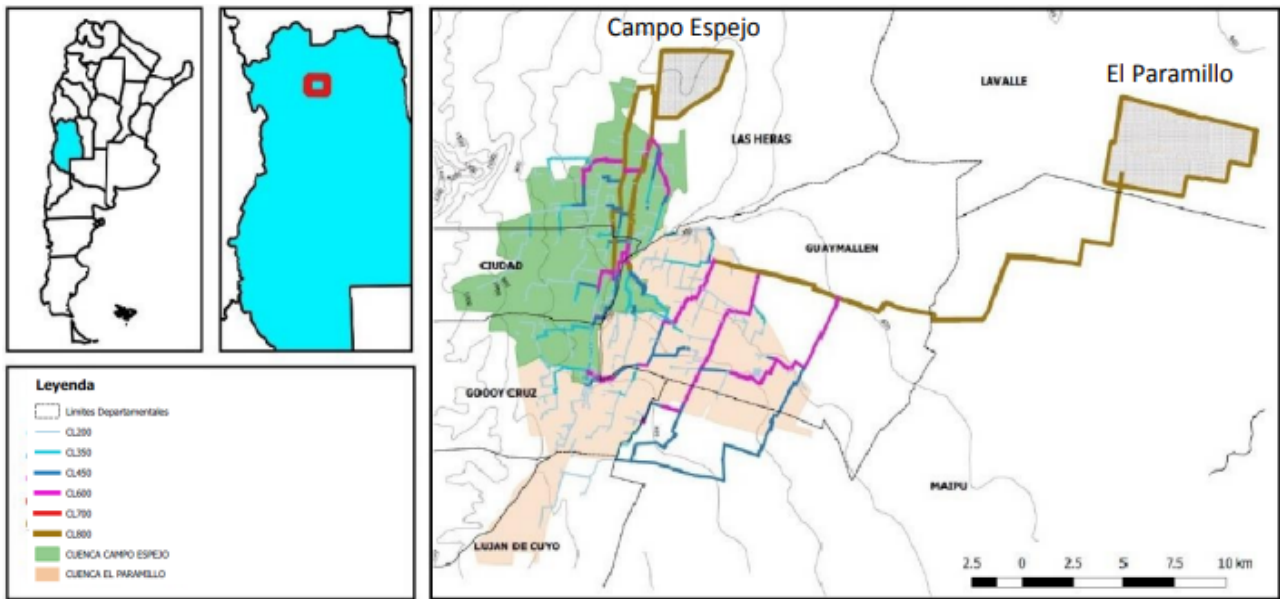 Campo Espejo
El Paramillo
LAVALLE
LAS HERAS
GUAYMALLEN
CIUDAD
GODOY CRUZ
MAIPU
LUJAN DE CUYO
2.5 0 2.5 5 7.5 10 km
Leyenda
Limites Departamentales
CL200
CL350
CL450
CL600
CL700
CL800
CUENCA CAMPO ESPEJO
CUENCA EL PARAMILLO